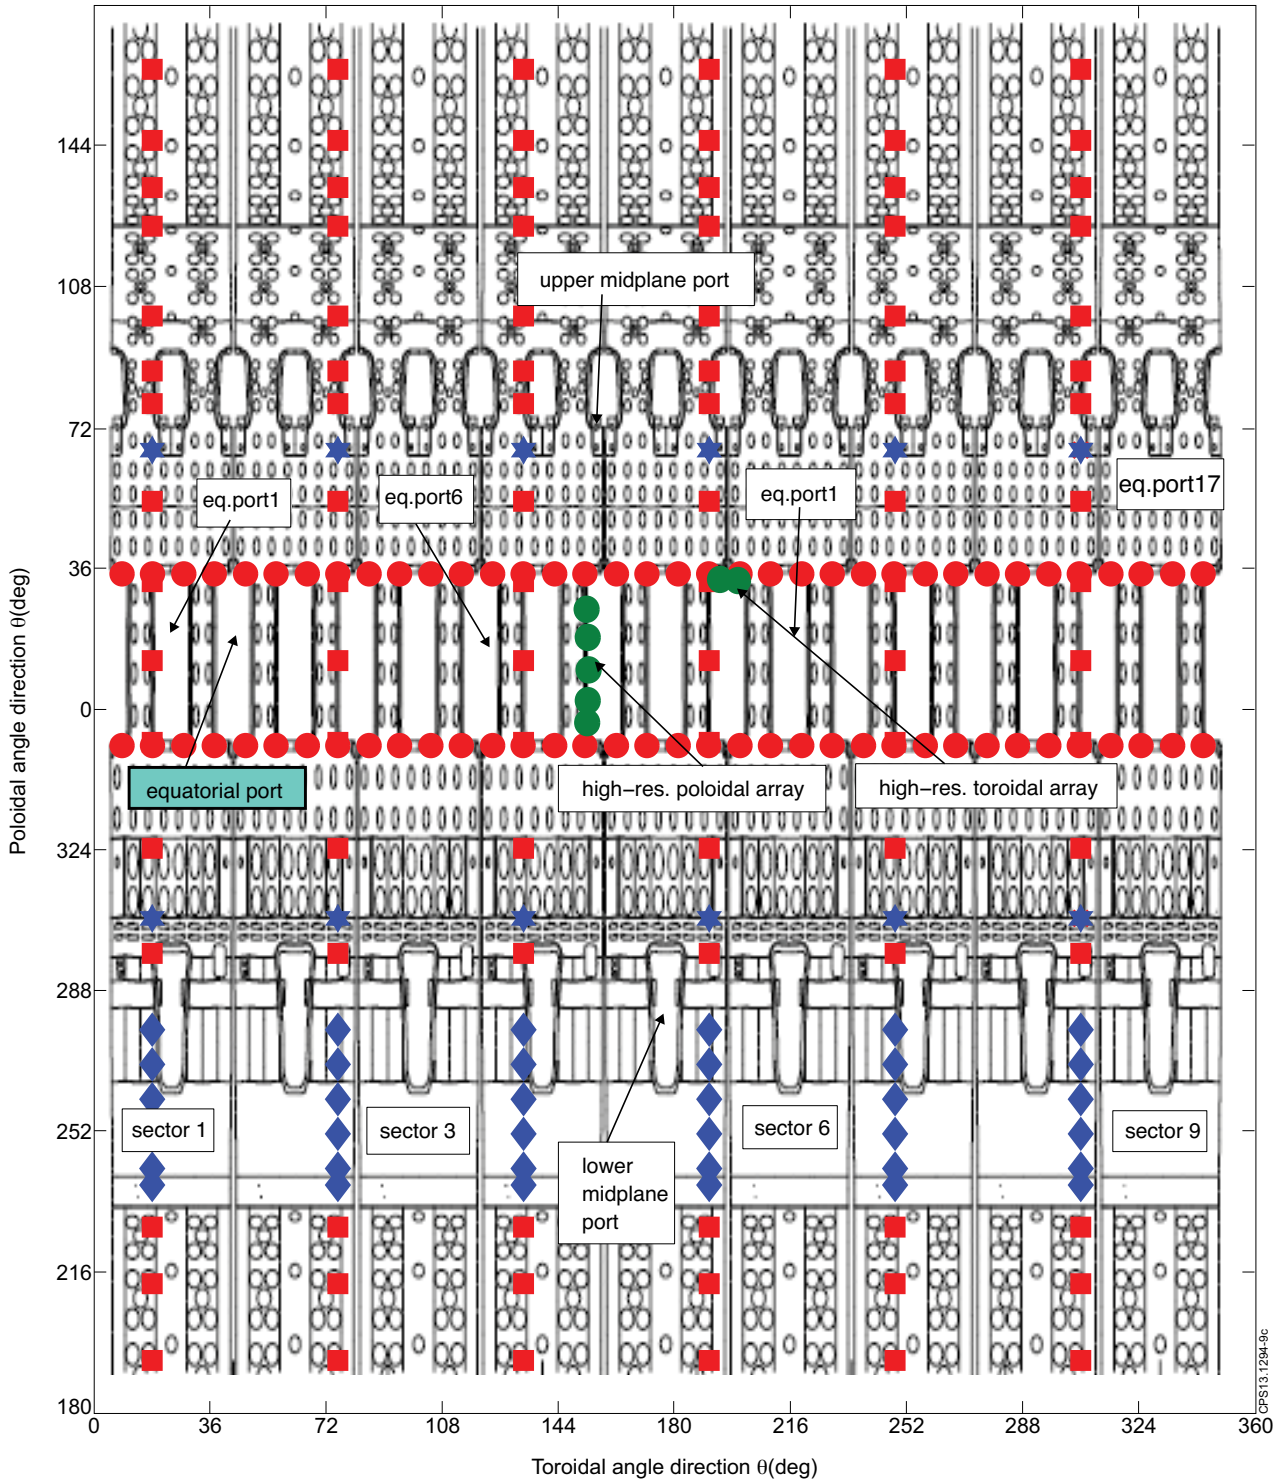 144
108
72
36
0
324
288
252
216
180
Poloidal angle direction θ(deg)
upper midplane port
eq.port1
eq.port6
eq.port1
eq.port17
equatorial port
high–res. poloidal array
high–res. toroidal array
sector 1
sector 3
sector 6
sector 9
lower
midplane
port
0
36
72
108
144
180
216
252
288
324
360
Toroidal angle direction θ(deg)
CPS13.1294-9c